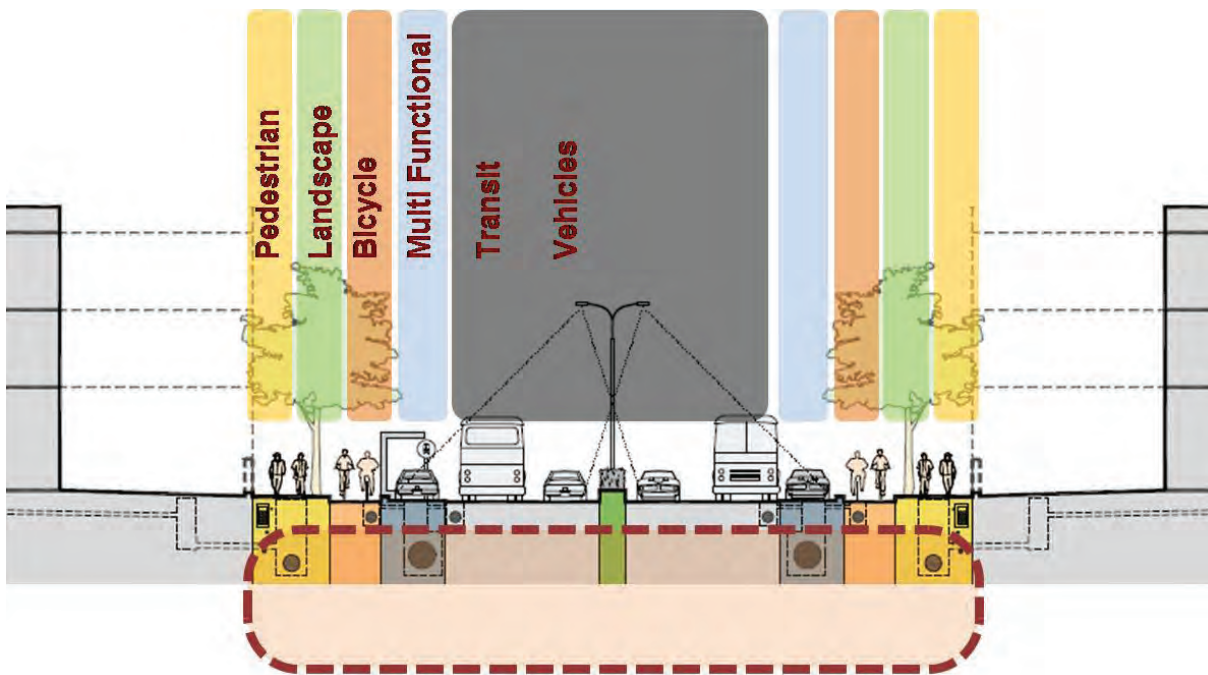 Pedestrian
Landscape
Bicycle
Multi Functional
Transit
Vehicles